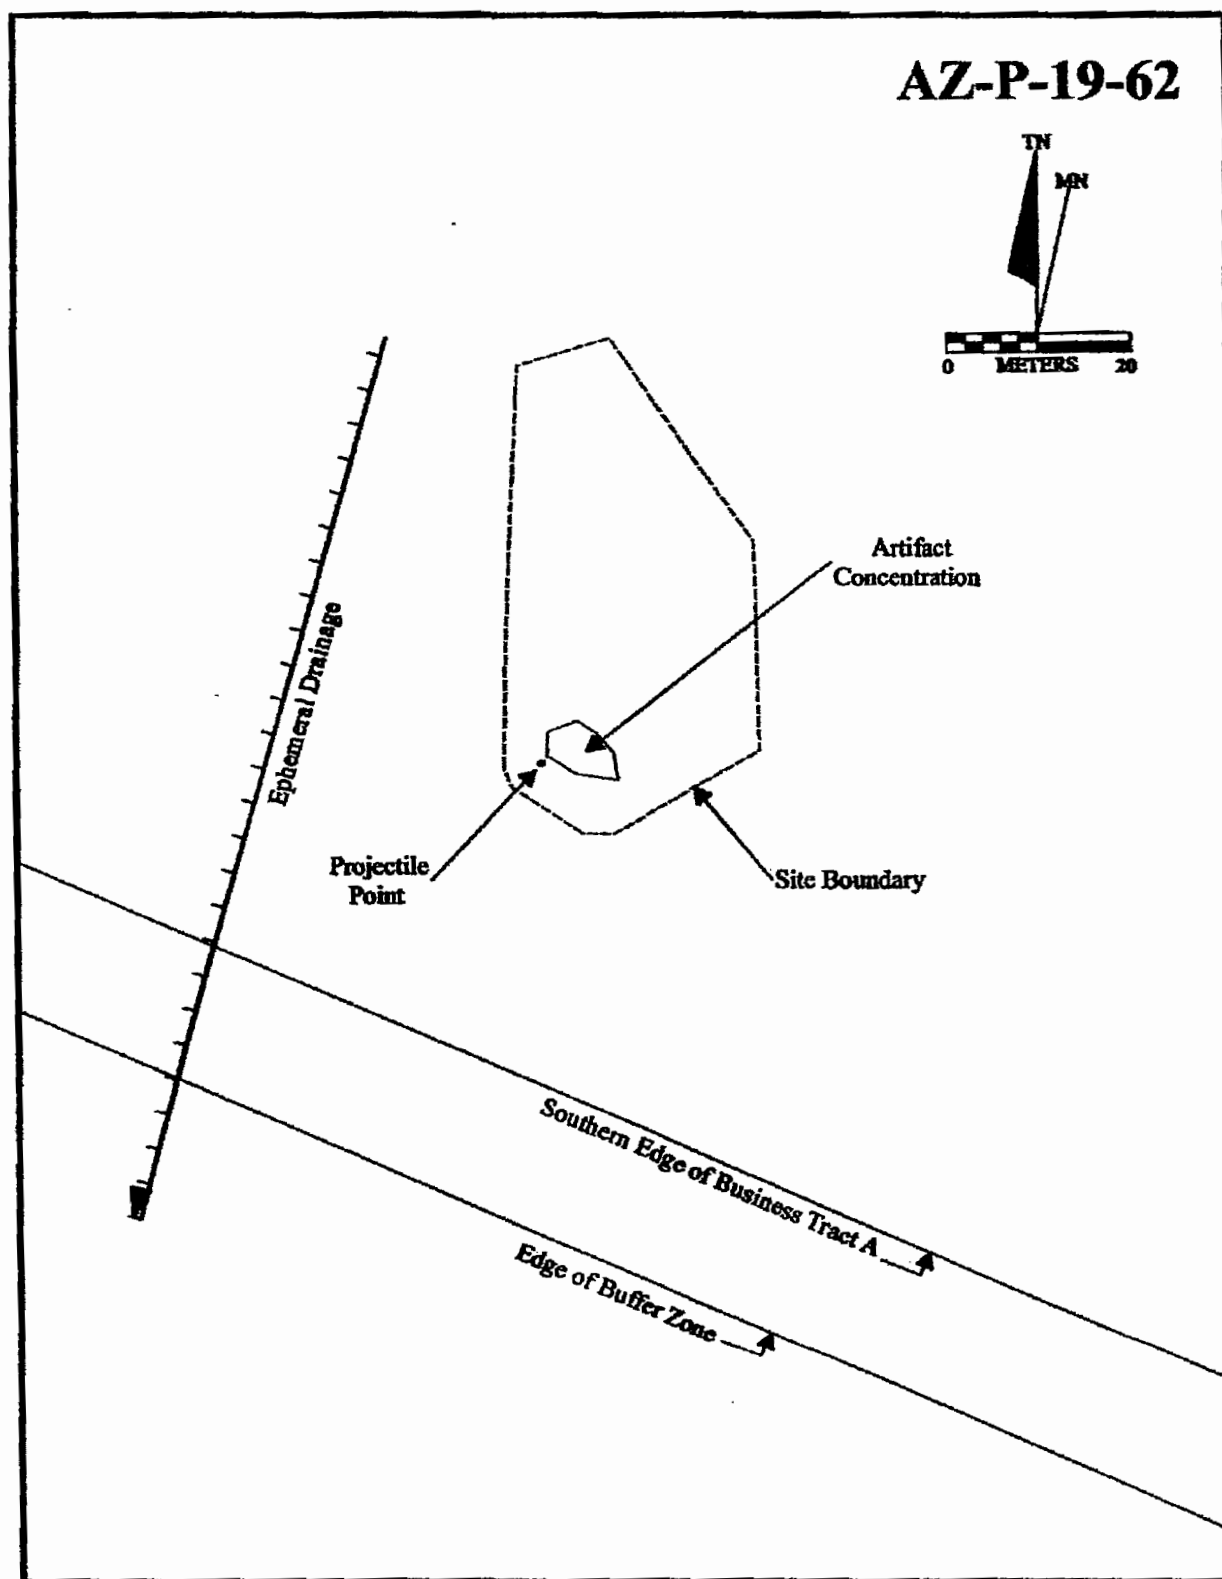 AZ-P-19-62
TN
MN
0 METERS 20
Artifact
Concentration
Ephemeral Drainage
Projectile
Point
Site Boundary
Southern Edge of Business Tract A
Edge of Buffer Zone